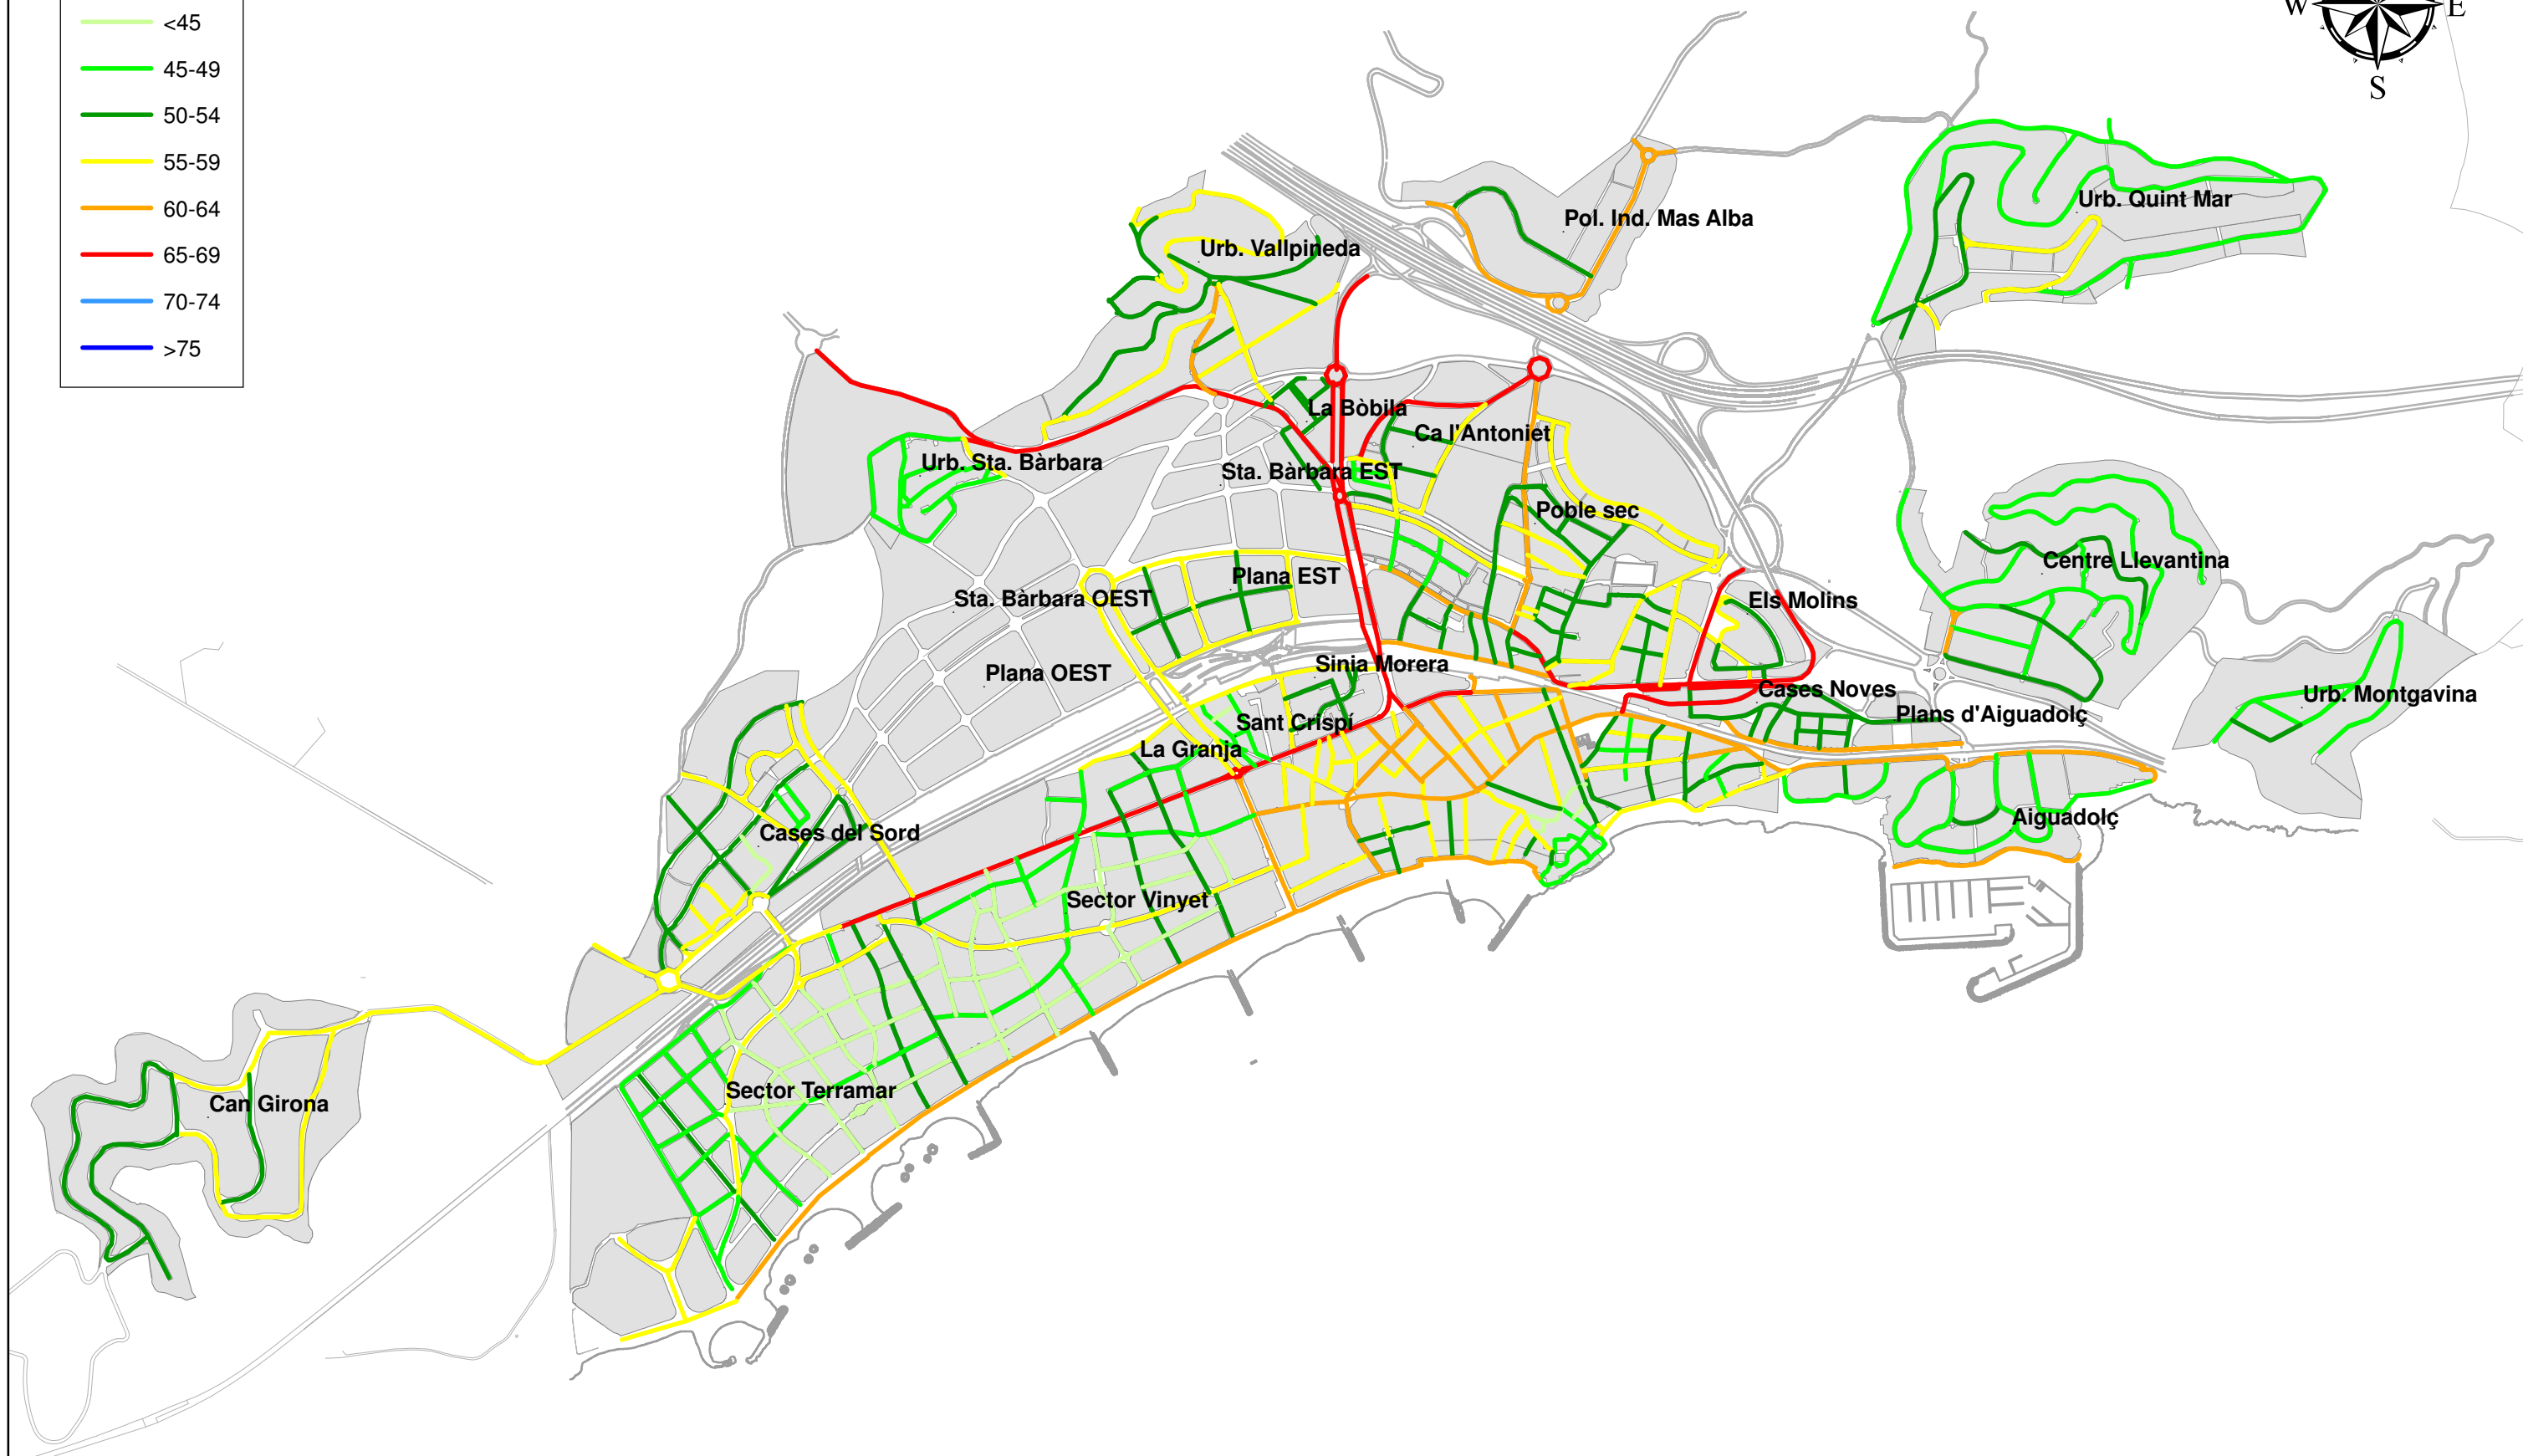 <45
45-49
50-54
55-59
60-64
65-69
70-74
>75
W E
S
Urb. Quint Mar
Pol. Ind. Mas Alba
Urb. Vallpineda
La Bòbila
Ca l'Antoniet
Urb. Sta. Bàrbara
Sta. Bàrbara EST
Poble sec
Centre Llevantina
Plana EST
Sta. Bàrbara OEST
Els Molins
Sinia Morera
Plana OEST
Cases Noves
Urb. Montgavina
Plans d'Aiguadolç
Sant Crispí
La Granja
Aiguadolç
Cases del Sord
Sector Vinyet
Sector Terramar
Can Girona